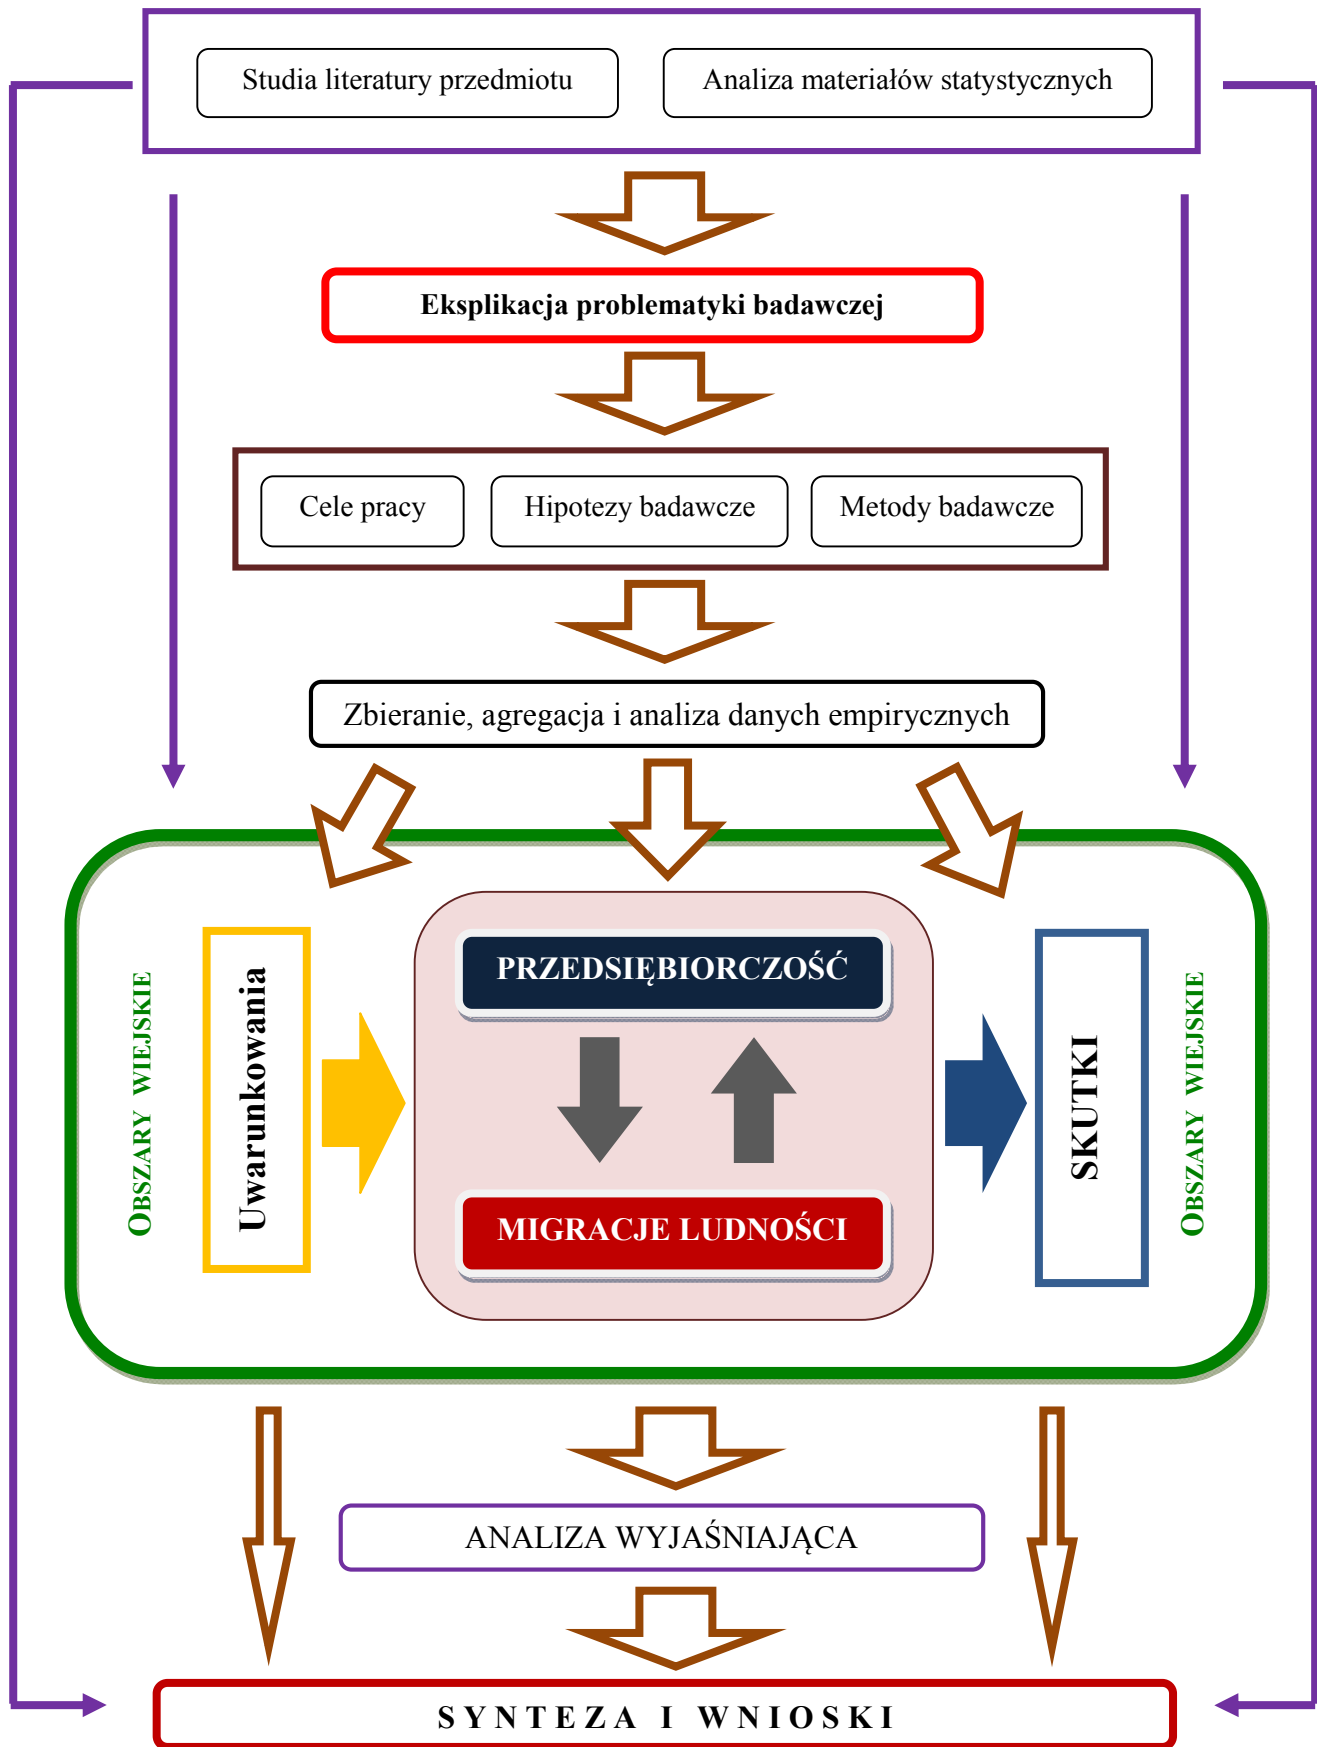 Studia literatury przedmiotu
Analiza materiałów statystycznych
Eksplikacja problematyki badawczej
Cele pracy
Hipotezy badawcze
Metody badawcze
Zbieranie, agregacja i analiza danych empirycznych
OBSZARY WIEJSKIE
Uwarunkowania
PRZEDSIĘBIORCZOŚĆ
MIGRACJE LUDNOŚCI
SKUTKI
OBSZARY WIEJSKIE
ANALIZA WYJAŚNIAJĄCA
SYNTEZA I WNIOSKI